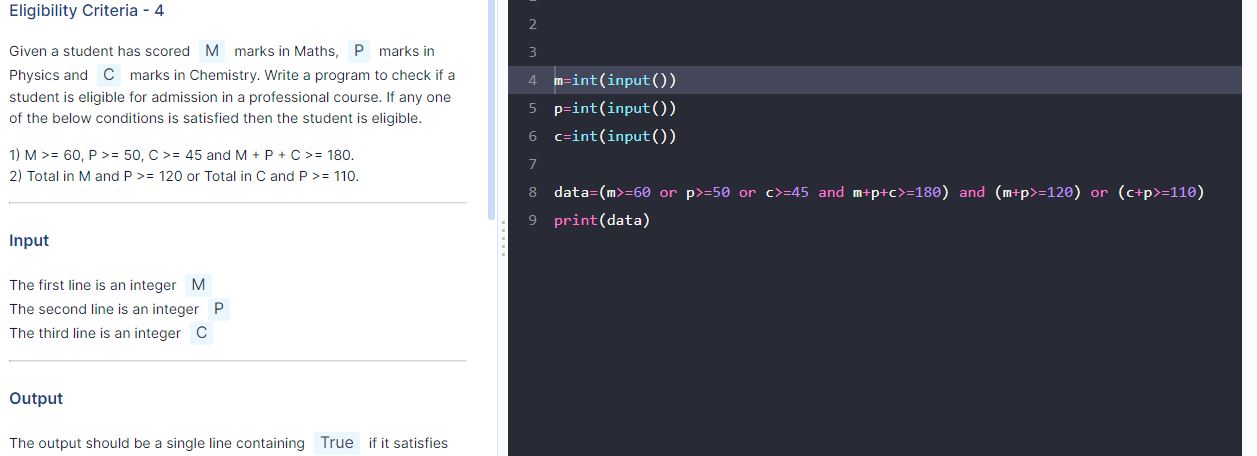 Eligibility Criteria - 4
Given a student has scored M marks in Maths, P marks in
Physics and C marks in Chemistry. Write a program to check if a
student is eligible for admission in a professional course. If any one
of the below conditions is satisfied then the student is eligible.
1) M >= 60, P >= 50, C >= 45 and M + P + C >= 180.
2) Total in M and P >= 120 or Total in C and P >= 110.
Input
The first line is an integer M
The second line is an integer P
The third line is an integer C
Output
The output should be a single line containing True if it satisfies
2
3
4 m=int(input())
5 p=int(input())
6 c=int(input())
7
8 data=(m>=60 or p>=50 or c>=45 and m+p+c>=180) and (m+p>=120) or (c+p>=110)
9 print(data)